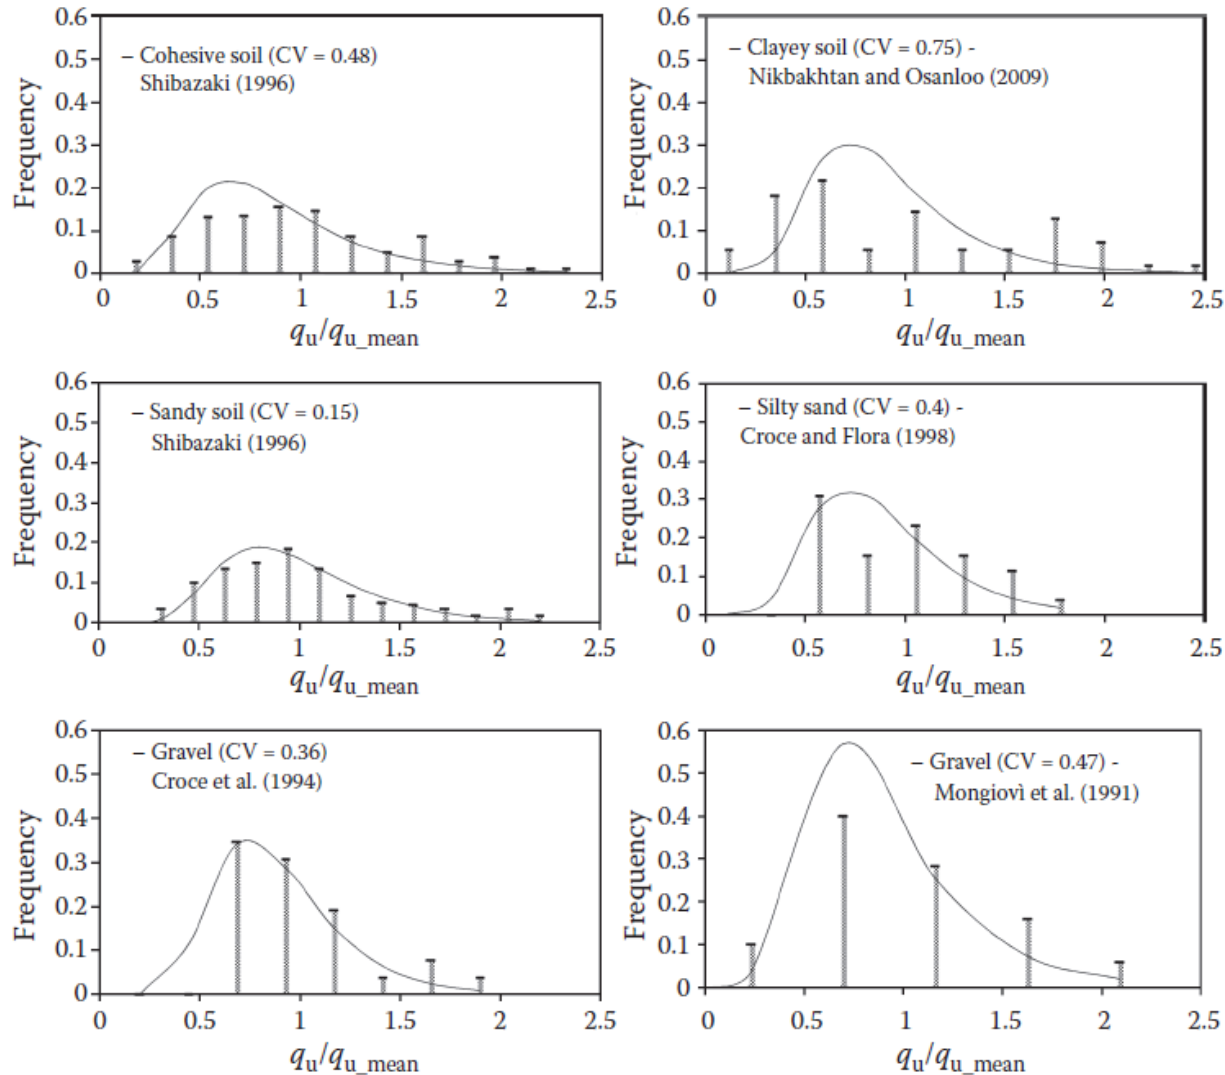 0.6
0.5
0.4
0.3
0.2
0.1
0
Frequency
– Cohesive soil (CV = 0.48)
Shibazaki (1996)
0 0.5 1 1.5 2 2.5
qu/qu_mean
0.6
0.5
0.4
0.3
0.2
0.1
0
Frequency
– Clayey soil (CV = 0.75) -
Nikbakhtan and Osanloo (2009)
0 0.5 1 1.5 2 2.5
qu/qu_mean
0.6
0.5
0.4
0.3
0.2
0.1
0
Frequency
– Sandy soil (CV = 0.15)
Shibazaki (1996)
0 0.5 1 1.5 2 2.5
qu/qu_mean
0.6
0.5
0.4
0.3
0.2
0.1
0
Frequency
– Silty sand (CV = 0.4) -
Croce and Flora (1998)
0 0.5 1 1.5 2 2.5
qu/qu_mean
0.6
0.5
0.4
0.3
0.2
0.1
0
Frequency
– Gravel (CV = 0.36)
Croce et al. (1994)
0 0.5 1 1.5 2 2.5
qu/qu_mean
0.6
0.5
0.4
0.3
0.2
0.1
0
Frequency
– Gravel (CV = 0.47) -
Mongiovì et al. (1991)
0 0.5 1 1.5 2 2.5
qu/qu_mean